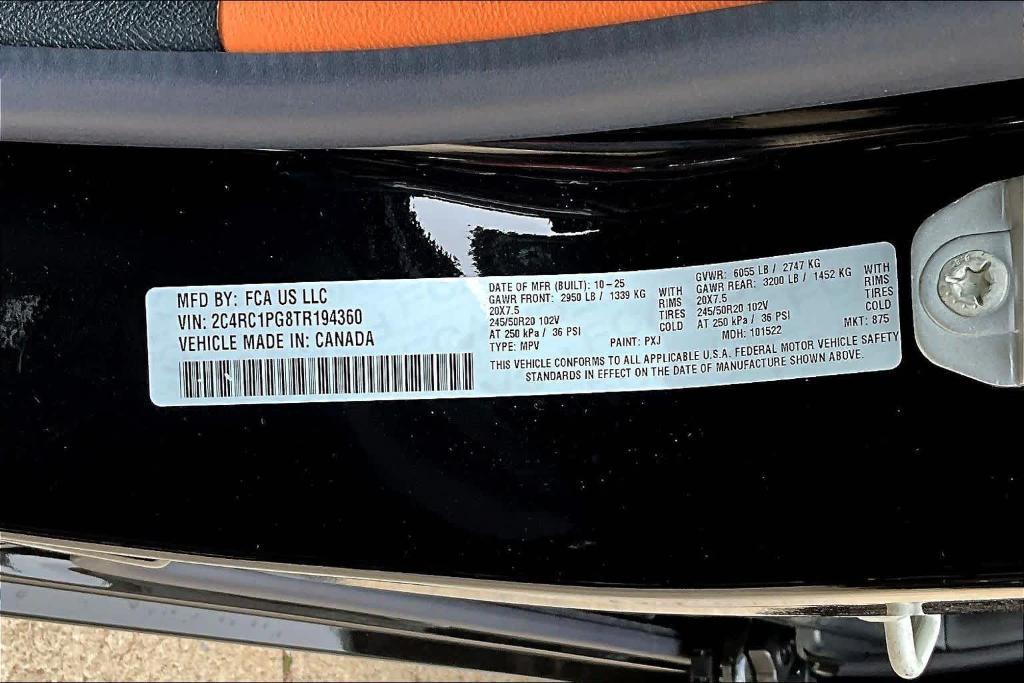 MFD BY: FCA US LLC
VIN: 2C4RC1PG8TR194360
VEHICLE MADE IN: CANADA
DATE OF MFR (BUILT): 10-25
GAWR FRONT: 2950 LB / 1339 KG WITH
20X7.5 RIMS
245/50R20 102V TIRES
AT 250 kPa / 36 PSI COLD
TYPE: MPV PAINT: PXJ
GVWR: 6055 LB / 2747 KG
GAWR REAR: 3200 LB / 1452 KG WITH
20X7.5 RIMS
245/50R20 102V TIRES
AT 250 kPa / 36 PSI COLD
MDH: 101522 MKT: 875
THIS VEHICLE CONFORMS TO ALL APPLICABLE U.S.A. FEDERAL MOTOR VEHICLE SAFETY
STANDARDS IN EFFECT ON THE DATE OF MANUFACTURE SHOWN ABOVE.